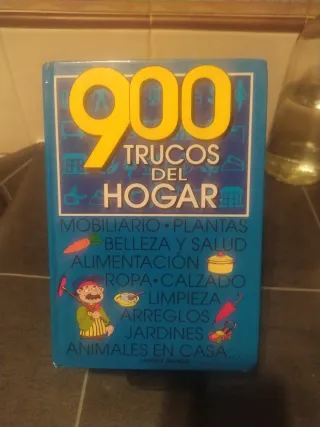 900
TRUCOS
DEL
HOGAR
MOBILIARIO • PLANTAS
BELLEZA Y SALUD
ALIMENTACIÓN
ROPA • CALZADO
LIMPIEZA
ARREGLOS
JARDINES
ANIMALES EN CASA...